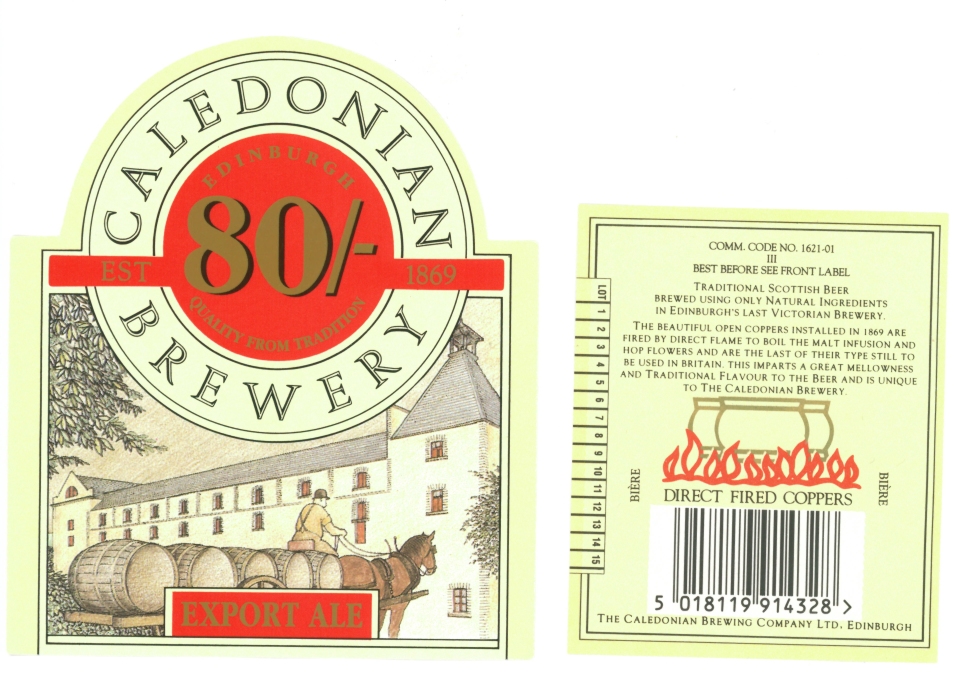 CALEDONIAN
EDINBURGH
80/-
EST 1869
QUALITY FROM TRADITION
BREWERY
EXPORT ALE
COMM. CODE NO. 1621-01
III
BEST BEFORE SEE FRONT LABEL
TRADITIONAL SCOTTISH BEER
BREWED USING ONLY NATURAL INGREDIENTS
IN EDINBURGH'S LAST VICTORIAN BREWERY.
THE BEAUTIFUL OPEN COPPERS INSTALLED IN 1869 ARE
FIRED BY DIRECT FLAME TO BOIL THE MALT INFUSION AND
HOP FLOWERS AND ARE THE LAST OF THEIR TYPE STILL TO
BE USED IN BRITAIN. THIS IMPARTS A GREAT MELLOWNESS
AND TRADITIONAL FLAVOUR TO THE BEER AND IS UNIQUE
TO THE CALEDONIAN BREWERY.
LOT 1 2 3 4 5 6 7 8 9 10 11 12 13 14 15
BIÈRE
BIÈRE
DIRECT FIRED COPPERS
5 018119 914328 >
THE CALEDONIAN BREWING COMPANY LTD, EDINBURGH